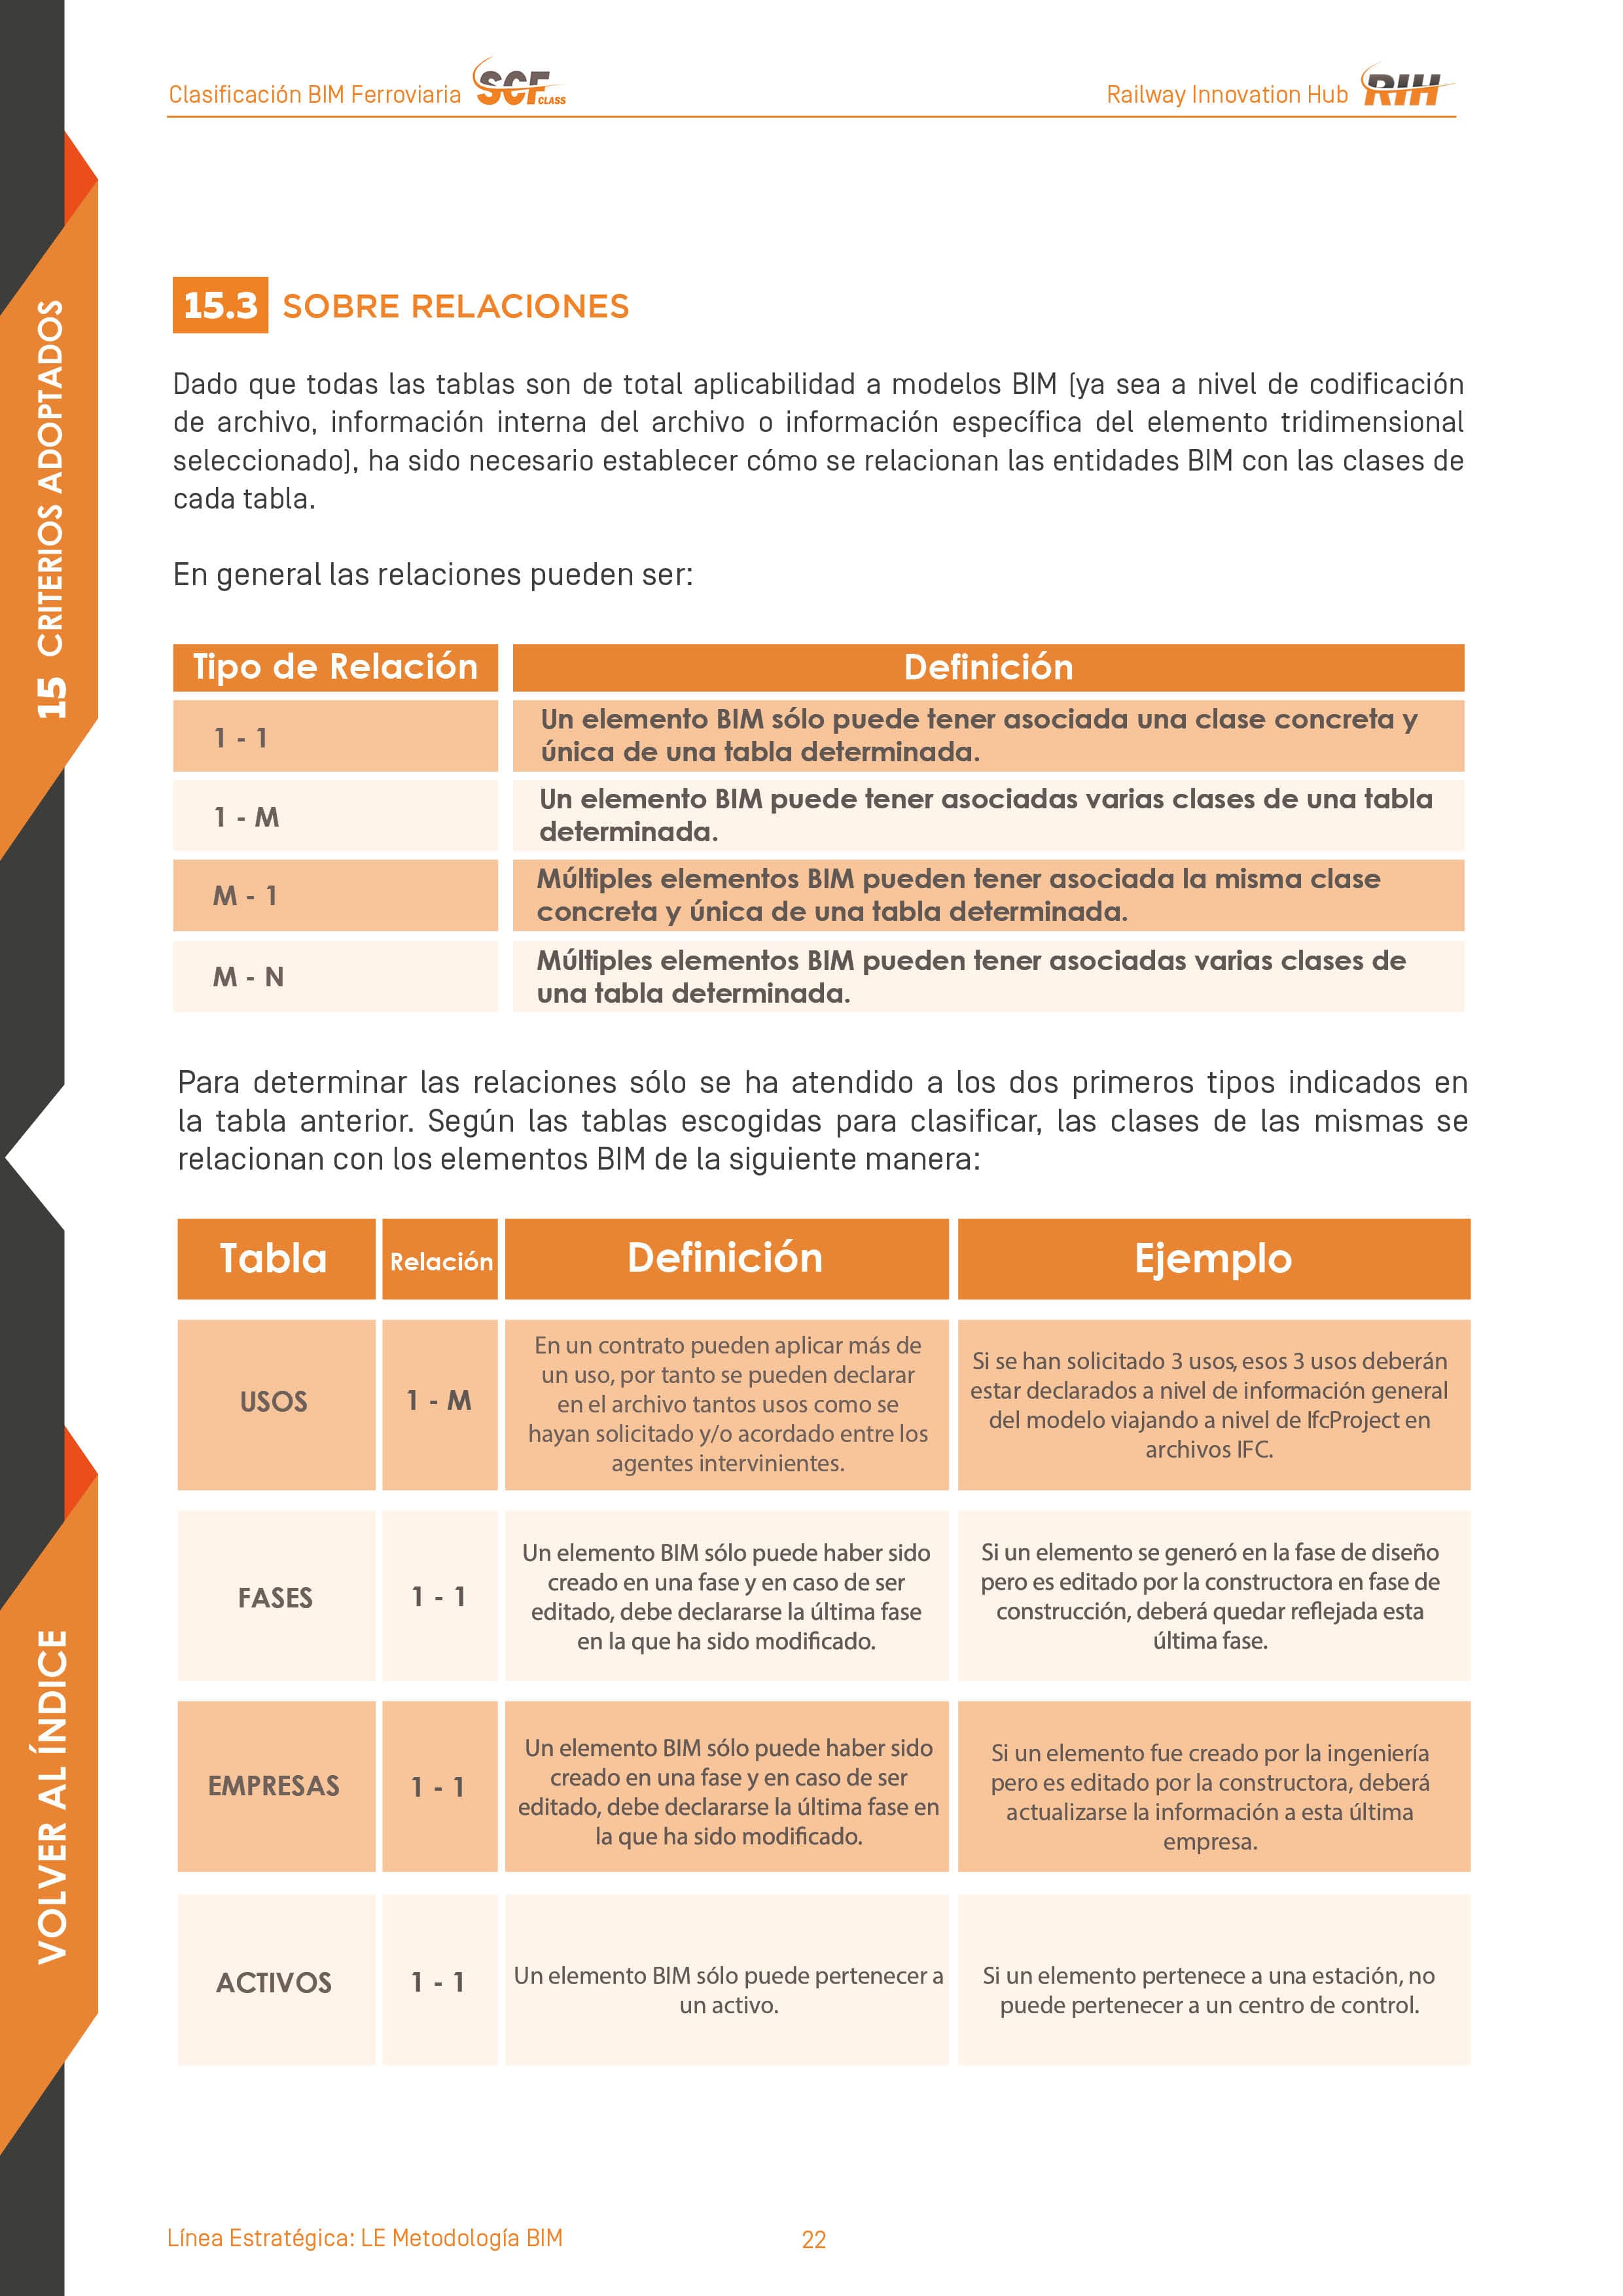 Clasificación BIM Ferroviaria SCF CLASS
Railway Innovation Hub RIH
15 CRITERIOS ADOPTADOS
15.3 SOBRE RELACIONES
Dado que todas las tablas son de total aplicabilidad a modelos BIM (ya sea a nivel de codificación
de archivo, información interna del archivo o información específica del elemento tridimensional
seleccionado), ha sido necesario establecer cómo se relacionan las entidades BIM con las clases de
cada tabla.
En general las relaciones pueden ser:
Tipo de Relación
Definición
1 - 1
Un elemento BIM sólo puede tener asociada una clase concreta y
única de una tabla determinada.
1 - M
Un elemento BIM puede tener asociadas varias clases de una tabla
determinada.
M - 1
Múltiples elementos BIM pueden tener asociada la misma clase
concreta y única de una tabla determinada.
M - N
Múltiples elementos BIM pueden tener asociadas varias clases de
una tabla determinada.
Para determinar las relaciones sólo se ha atendido a los dos primeros tipos indicados en
la tabla anterior. Según las tablas escogidas para clasificar, las clases de las mismas se
relacionan con los elementos BIM de la siguiente manera:
Tabla
Relación
Definición
Ejemplo
USOS
1 - M
En un contrato pueden aplicar más de
un uso, por tanto se pueden declarar
en el archivo tantos usos como se
hayan solicitado y/o acordado entre los
agentes intervinientes.
Si se han solicitado 3 usos, esos 3 usos deberán
estar declarados a nivel de información general
del modelo viajando a nivel de IfcProject en
archivos IFC.
FASES
1 - 1
Un elemento BIM sólo puede haber sido
creado en una fase y en caso de ser
editado, debe declararse la última fase
en la que ha sido modificado.
Si un elemento se generó en la fase de diseño
pero es editado por la constructora en fase de
construcción, deberá quedar reflejada esta
última fase.
EMPRESAS
1 - 1
Un elemento BIM sólo puede haber sido
creado en una fase y en caso de ser
editado, debe declararse la última fase en
la que ha sido modificado.
Si un elemento fue creado por la ingeniería
pero es editado por la constructora, deberá
actualizarse la información a esta última
empresa.
ACTIVOS
1 - 1
Un elemento BIM sólo puede pertenecer a
un activo.
Si un elemento pertenece a una estación, no
puede pertenecer a un centro de control.
VOLVER AL ÍNDICE
Línea Estratégica: LE Metodología BIM
22